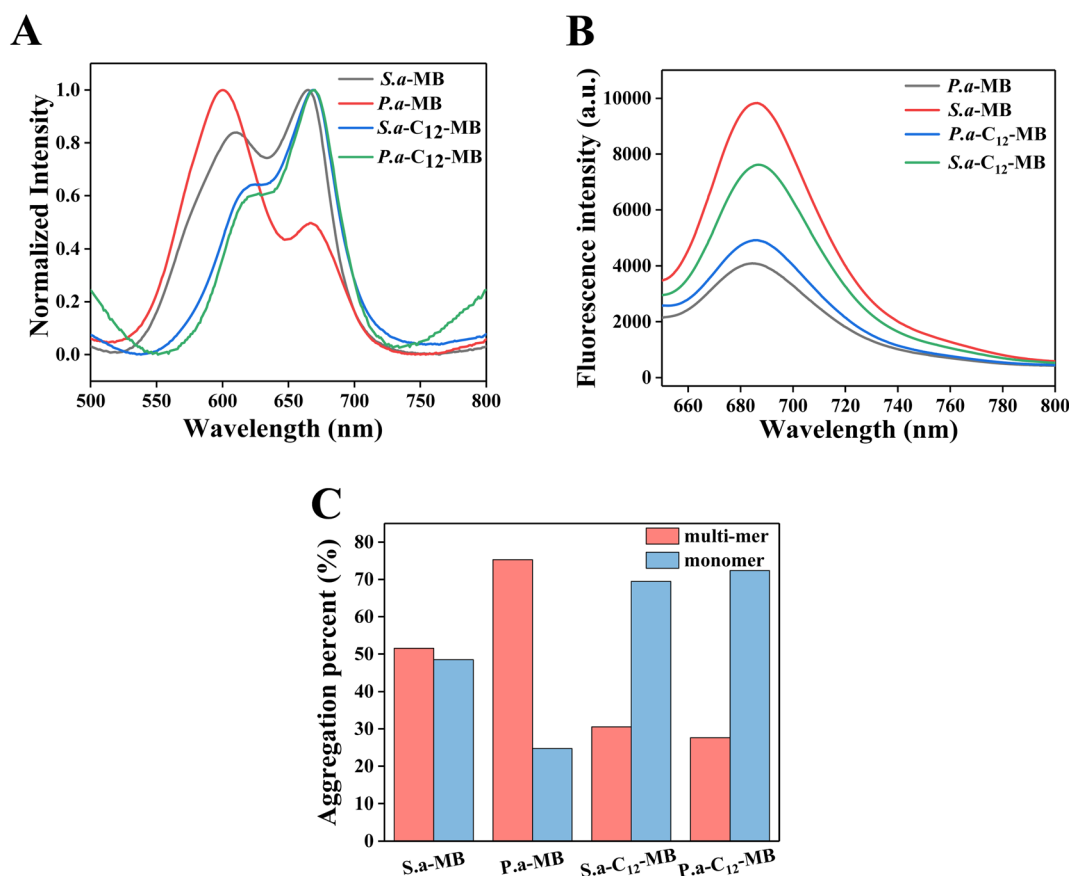 A
Normalized Intensity
1.0
0.8
0.6
0.4
0.2
0.0
500 550 600 650 700 750 800
Wavelength (nm)
S.a-MB
P.a-MB
S.a-C12-MB
P.a-C12-MB
B
Fluorescence intensity (a.u.)
10000
8000
6000
4000
2000
0
660 680 700 720 740 760 780 800
Wavelength (nm)
P.a-MB
S.a-MB
P.a-C12-MB
S.a-C12-MB
C
Aggregation percent (%)
80
70
60
50
40
30
20
10
0
multi-mer
monomer
S.a-MB P.a-MB S.a-C12-MB P.a-C12-MB